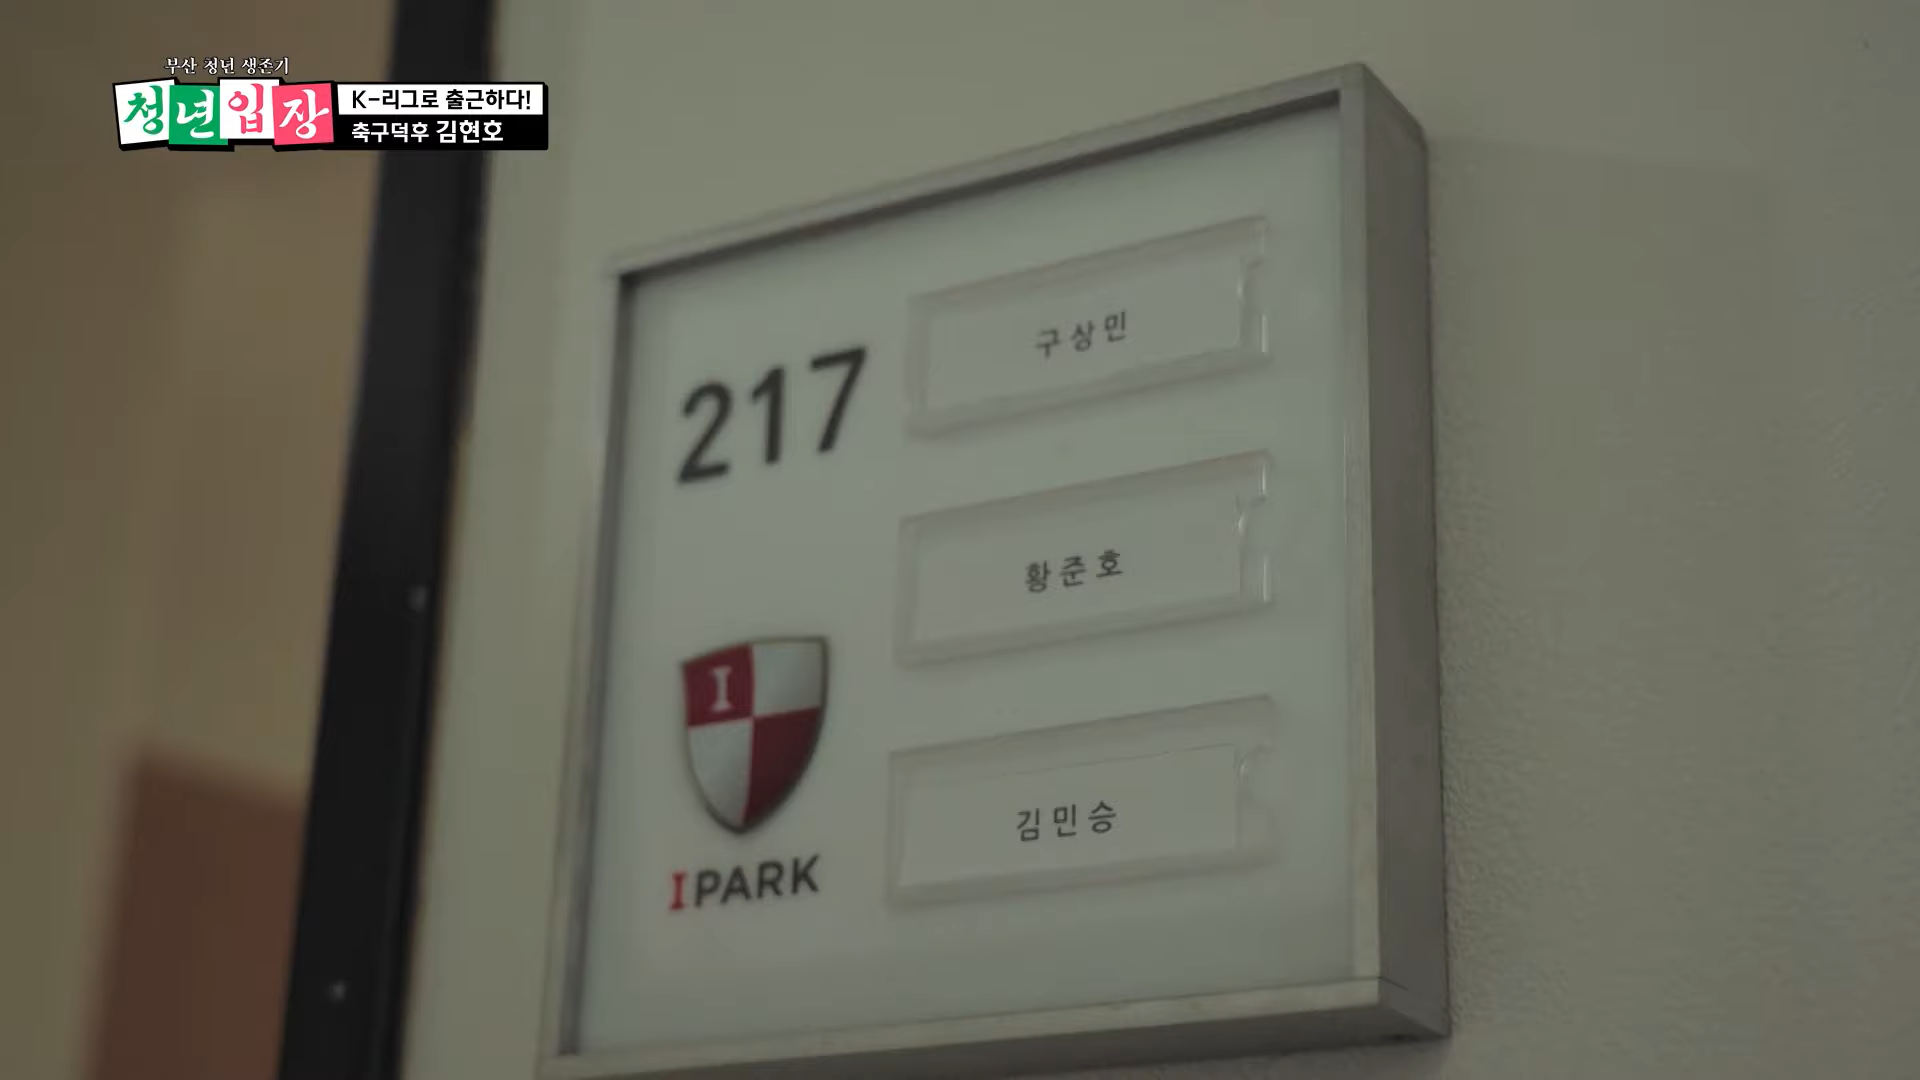 부산 청년 생존기
청년입장
K-리그로 출근하다!
축구덕후 김현호
217
구상민
황준호
김민승
I
IPARK